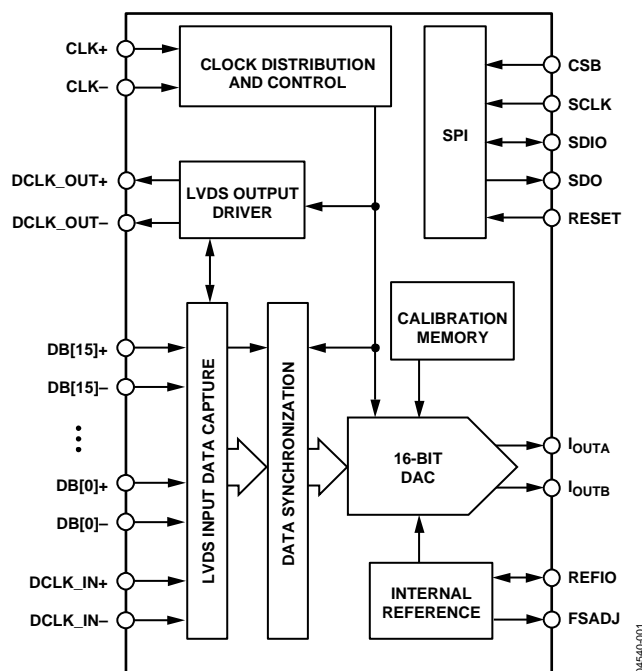 CLK+
CLK–
CLOCK DISTRIBUTION
AND CONTROL
CSB
SCLK
SPI
SDIO
SDO
RESET
DCLK_OUT+
DCLK_OUT–
LVDS OUTPUT
DRIVER
CALIBRATION
MEMORY
DB[15]+
DB[15]–
DB[0]+
DB[0]–
DCLK_IN+
DCLK_IN–
LVDS INPUT DATA CAPTURE
DATA SYNCHRONIZATION
16-BIT
DAC
IOUTA
IOUTB
INTERNAL
REFERENCE
REFIO
FSADJ
04540-001